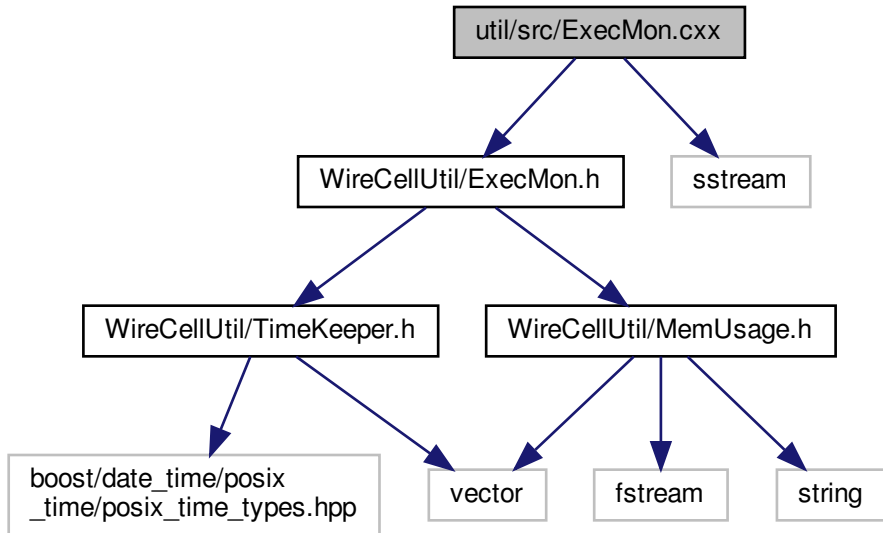 util/src/ExecMon.cxx
WireCellUtil/ExecMon.h
sstream
WireCellUtil/TimeKeeper.h
WireCellUtil/MemUsage.h
boost/date_time/posix
_time/posix_time_types.hpp
vector
fstream
string